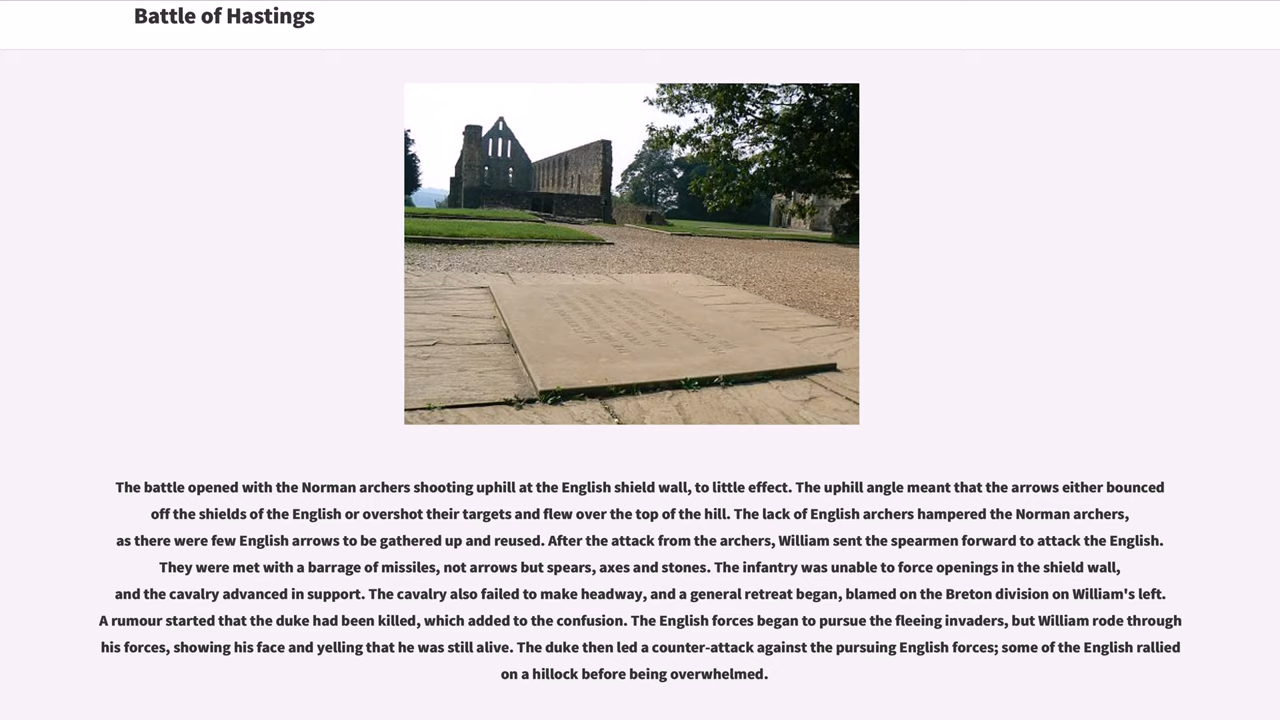 Battle of Hastings
The battle opened with the Norman archers shooting uphill at the English shield wall, to little effect. The uphill angle meant that the arrows either bounced
off the shields of the English or overshot their targets and flew over the top of the hill. The lack of English archers hampered the Norman archers,
as there were few English arrows to be gathered up and reused. After the attack from the archers, William sent the spearmen forward to attack the English.
They were met with a barrage of missiles, not arrows but spears, axes and stones. The infantry was unable to force openings in the shield wall,
and the cavalry advanced in support. The cavalry also failed to make headway, and a general retreat began, blamed on the Breton division on William's left.
A rumour started that the duke had been killed, which added to the confusion. The English forces began to pursue the fleeing invaders, but William rode through
his forces, showing his face and yelling that he was still alive. The duke then led a counter-attack against the pursuing English forces; some of the English rallied
on a hillock before being overwhelmed.